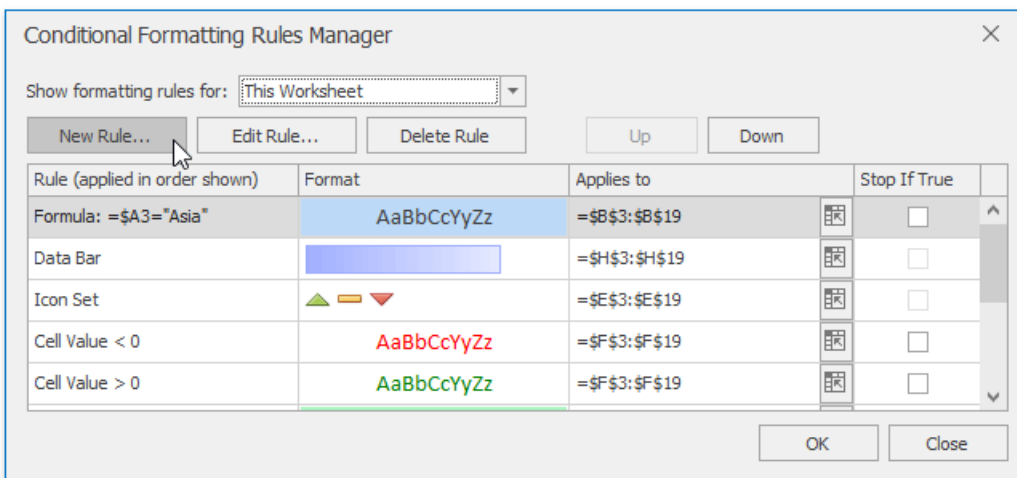 Conditional Formatting Rules Manager
Show formatting rules for: This Worksheet
New Rule... Edit Rule... Delete Rule Up Down
Rule (applied in order shown) Format Applies to Stop If True
Formula: =$A3="Asia" AaBbCcYyZz =$B$3:$B$19
Data Bar =$H$3:$H$19
Icon Set =$E$3:$E$19
Cell Value < 0 AaBbCcYyZz =$F$3:$F$19
Cell Value > 0 AaBbCcYyZz =$F$3:$F$19
OK Close